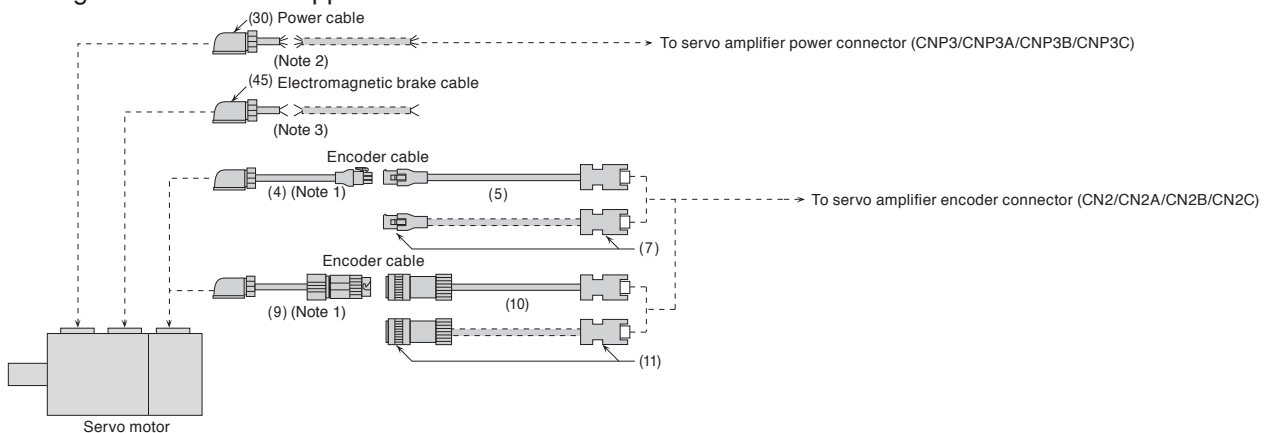 (30) Power cable
To servo amplifier power connector (CNP3/CNP3A/CNP3B/CNP3C)
(Note 2)
(45) Electromagnetic brake cable
(Note 3)
Encoder cable
(4) (Note 1)
(5)
To servo amplifier encoder connector (CN2/CN2A/CN2B/CN2C)
(7)
Encoder cable
(9) (Note 1)
(10)
(11)
Servo motor